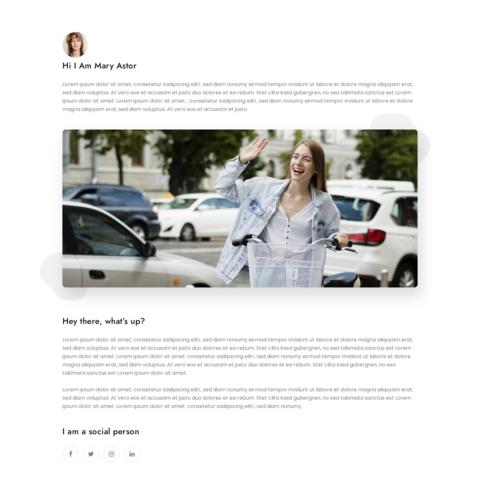 Hi I Am Mary Astor
Lorem ipsum dolor sit amet, consetetur sadipscing elitr, sed diam nonumy eirmod tempor invidunt ut labore et dolore magna aliquyam erat,
sed diam voluptua. At vero eos et accusam et justo duo dolores et ea rebum. Stet clita kasd gubergren, no sea takimata sanctus est Lorem
ipsum dolor sit amet. Lorem ipsum dolor sit amet, , consetetur sadipscing elitr, sed diam nonumy eirmod tempor invidunt ut labore et dolore
magna aliquyam erat, sed diam voluptua. At vero eos et accusam et justo
Hey there, what's up?
Lorem ipsum dolor sit amet, consetetur sadipscing elitr, sed diam nonumy eirmod tempor invidunt ut labore et dolore magna aliquyam erat,
sed diam voluptua. At vero eos et accusam et justo duo dolores et ea rebum. Stet clita kasd gubergren, no sea takimata sanctus est Lorem
ipsum dolor sit amet. Lorem ipsum dolor sit amet, consetetur sadipscing elitr, sed diam nonumy eirmod tempor invidunt ut labore et dolore
magna aliquyam erat, sed diam voluptua. At vero eos et accusam et justo duo dolores et ea rebum. Stet clita kasd gubergren, no sea
takimata sanctus est Lorem ipsum dolor sit amet.
Lorem ipsum dolor sit amet, consetetur sadipscing elitr, sed diam nonumy eirmod tempor invidunt ut labore et dolore magna aliquyam erat,
sed diam voluptua. At vero eos et accusam et justo duo dolores et ea rebum. Stet clita kasd gubergren, no sea takimata sanctus est Lorem
ipsum dolor sit amet. Lorem ipsum dolor sit amet, consetetur sadipscing elitr, sed diam nonumy
I am a social person